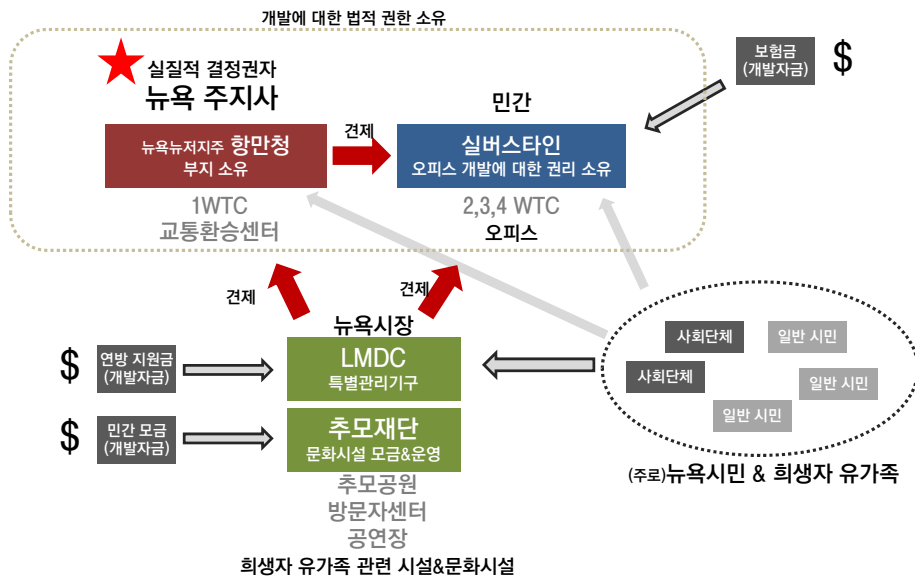 개발에 대한 법적 권한 소유
실질적 결정권자
뉴욕 주지사
민간
보험금
(개발자금)
$
뉴욕뉴저지주 항만청
부지 소유
견제
실버스타인
오피스 개발에 대한 권리 소유
1WTC
교통환승센터
2,3,4 WTC
오피스
견제
견제
뉴욕시장
$
연방 지원금
(개발자금)
LMDC
특별관리기구
$
민간 모금
(개발자금)
추모재단
문화시설 모금&운영
추모공원
방문자센터
공연장
희생자 유가족 관련 시설&문화시설
사회단체
일반 시민
사회단체
일반 시민
일반 시민
(주로)뉴욕시민 & 희생자 유가족